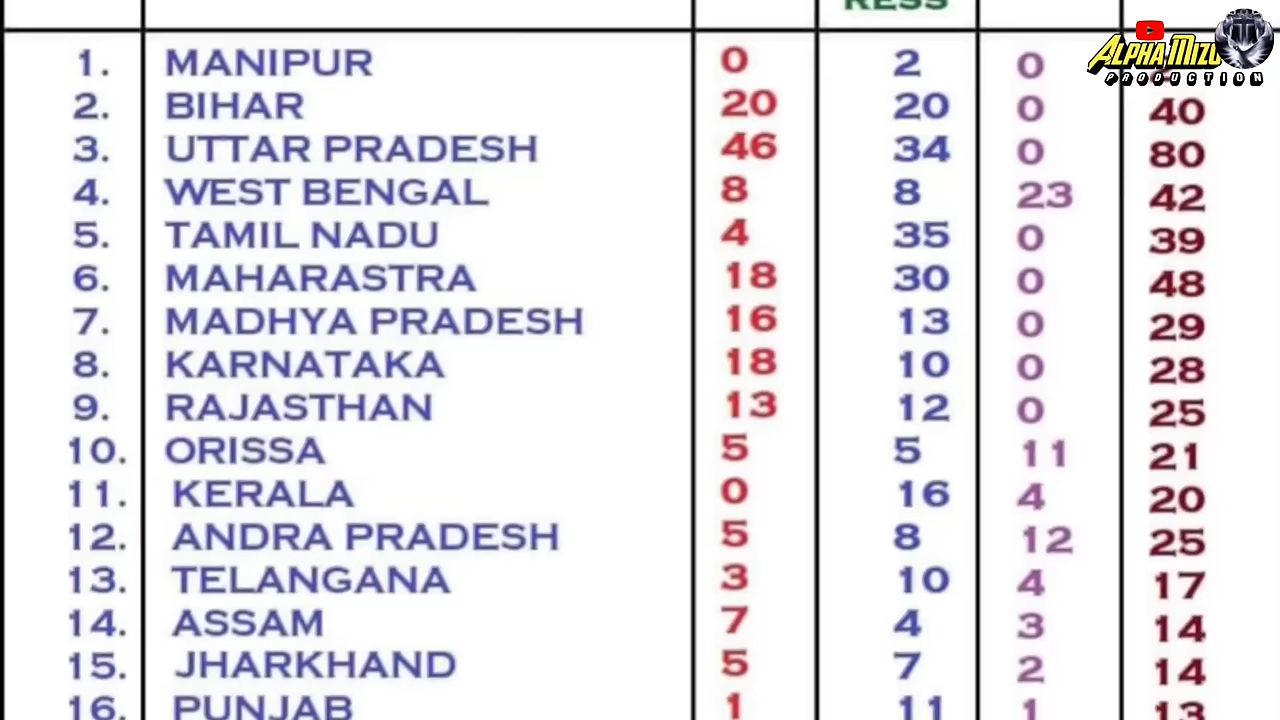 RESS
ALPHA MIZO
PRODUCTION
1. MANIPUR 0 2 0
2. BIHAR 20 20 0 40
3. UTTAR PRADESH 46 34 0 80
4. WEST BENGAL 8 8 23 42
5. TAMIL NADU 4 35 0 39
6. MAHARASTRA 18 30 0 48
7. MADHYA PRADESH 16 13 0 29
8. KARNATAKA 18 10 0 28
9. RAJASTHAN 13 12 0 25
10. ORISSA 5 5 11 21
11. KERALA 0 16 4 20
12. ANDRA PRADESH 5 8 12 25
13. TELANGANA 3 10 4 17
14. ASSAM 7 4 3 14
15. JHARKHAND 5 7 2 14
16. PUNJAB 1 11 1 13